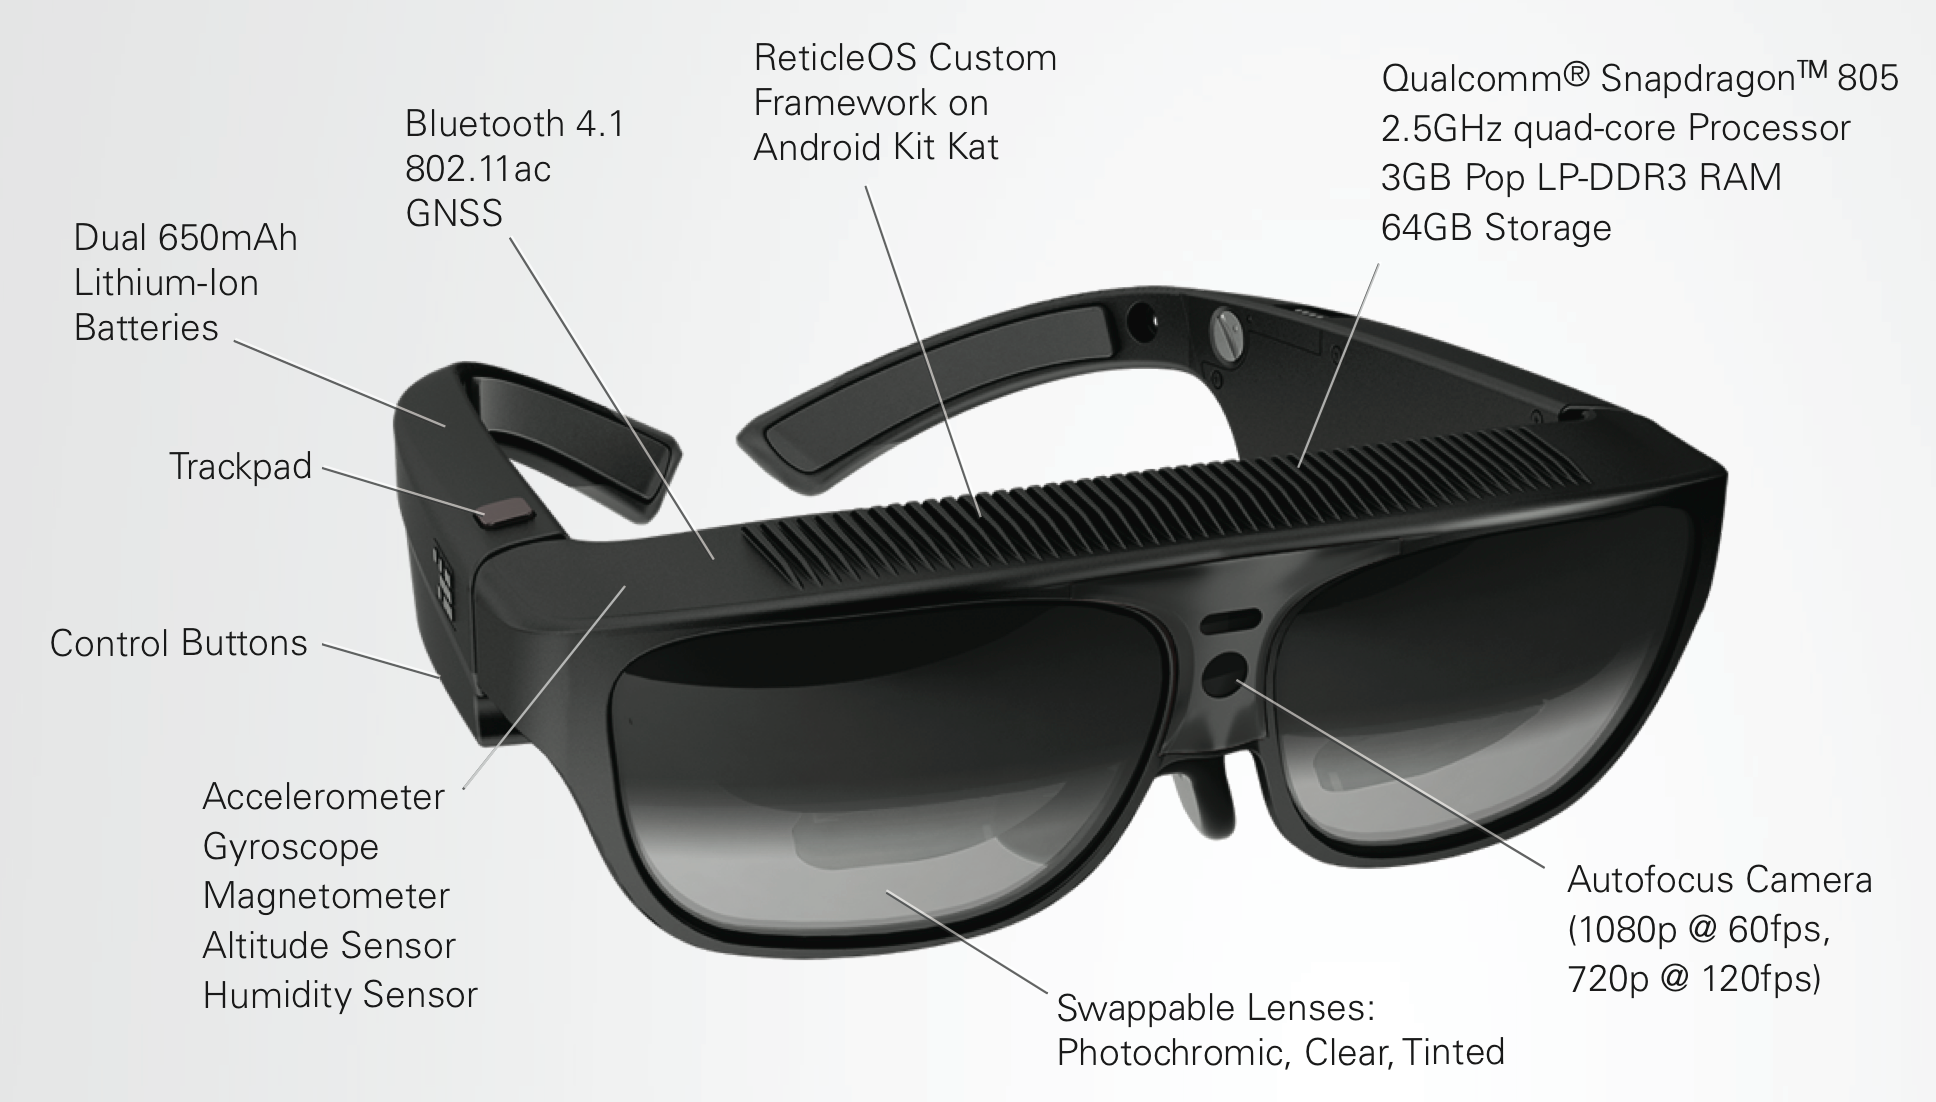 ReticleOS Custom
Framework on
Android Kit Kat
Qualcomm® Snapdragon™ 805
2.5GHz quad-core Processor
3GB Pop LP-DDR3 RAM
64GB Storage
Bluetooth 4.1
802.11ac
GNSS
Dual 650mAh
Lithium-Ion
Batteries
Trackpad
Control Buttons
Accelerometer
Gyroscope
Magnetometer
Altitude Sensor
Humidity Sensor
Autofocus Camera
(1080p @ 60fps,
720p @ 120fps)
Swappable Lenses:
Photochromic, Clear, Tinted